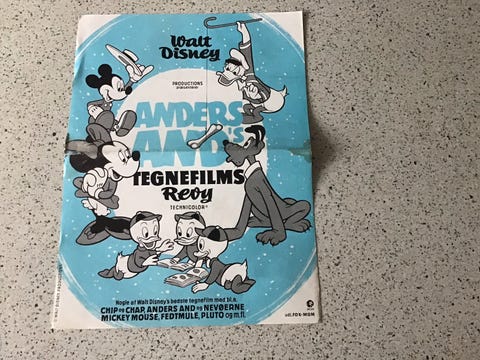 Walt
Disney
PRODUCTIONS
ANDERS
AND'S
TEGNEFILMS
Revy
TECHNICOLOR®
Nogle af Walt Disney's bedste tegnefilm med bl.a.
CHIP og CHAP, ANDERS AND og NEVØERNE
MICKEY MOUSE, FEDTMULE, PLUTO og m.fl.
udl. FOX-MGM